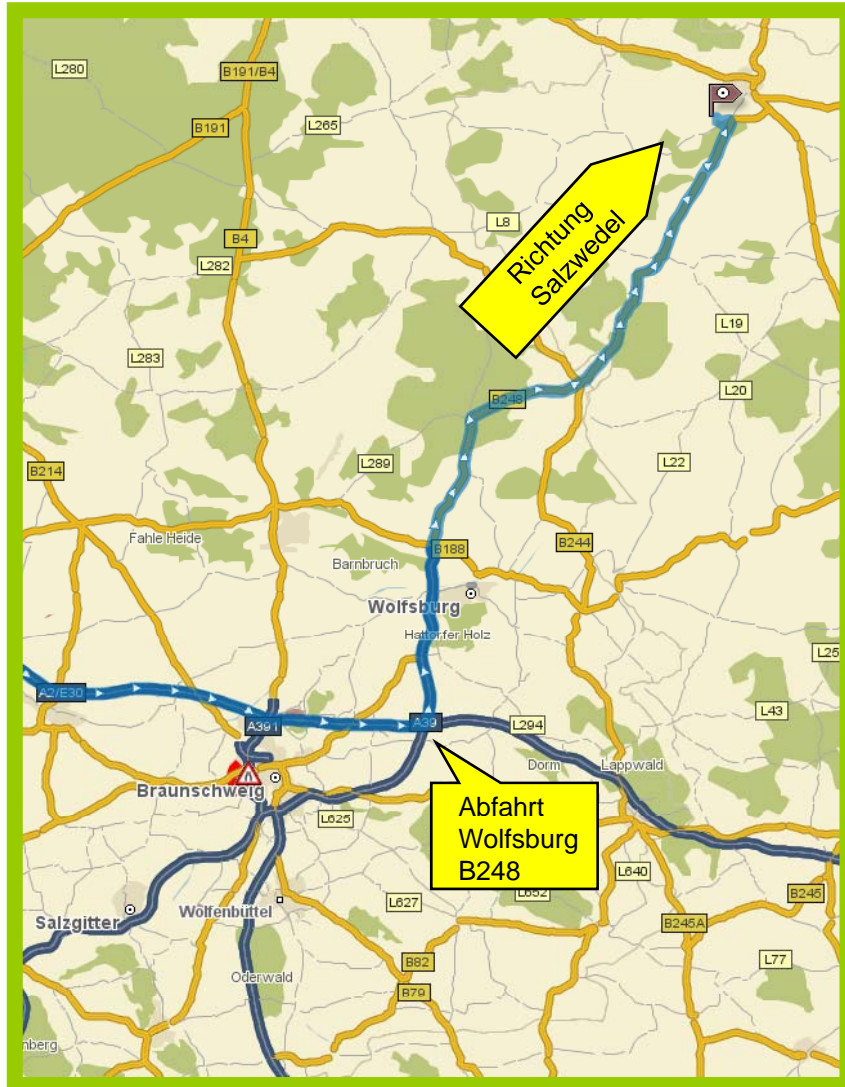 L280
B191/B4
B191
L265
B4
L8
L282
Richtung
Salzwedel
L19
L283
L20
B248
B214
L289
L22
Fahle Heide
B188
B244
Barnbruch
Wolfsburg
Hattorfer Holz
L25
A2/E30
A391
A39
L294
L43
Dorm
Lappwald
Braunschweig
L625
Abfahrt
Wolfsburg
B248
L640
L652
B245
L627
Salzgitter
Wolfenbüttel
B245A
B82
L77
Oderwald
B79
nberg